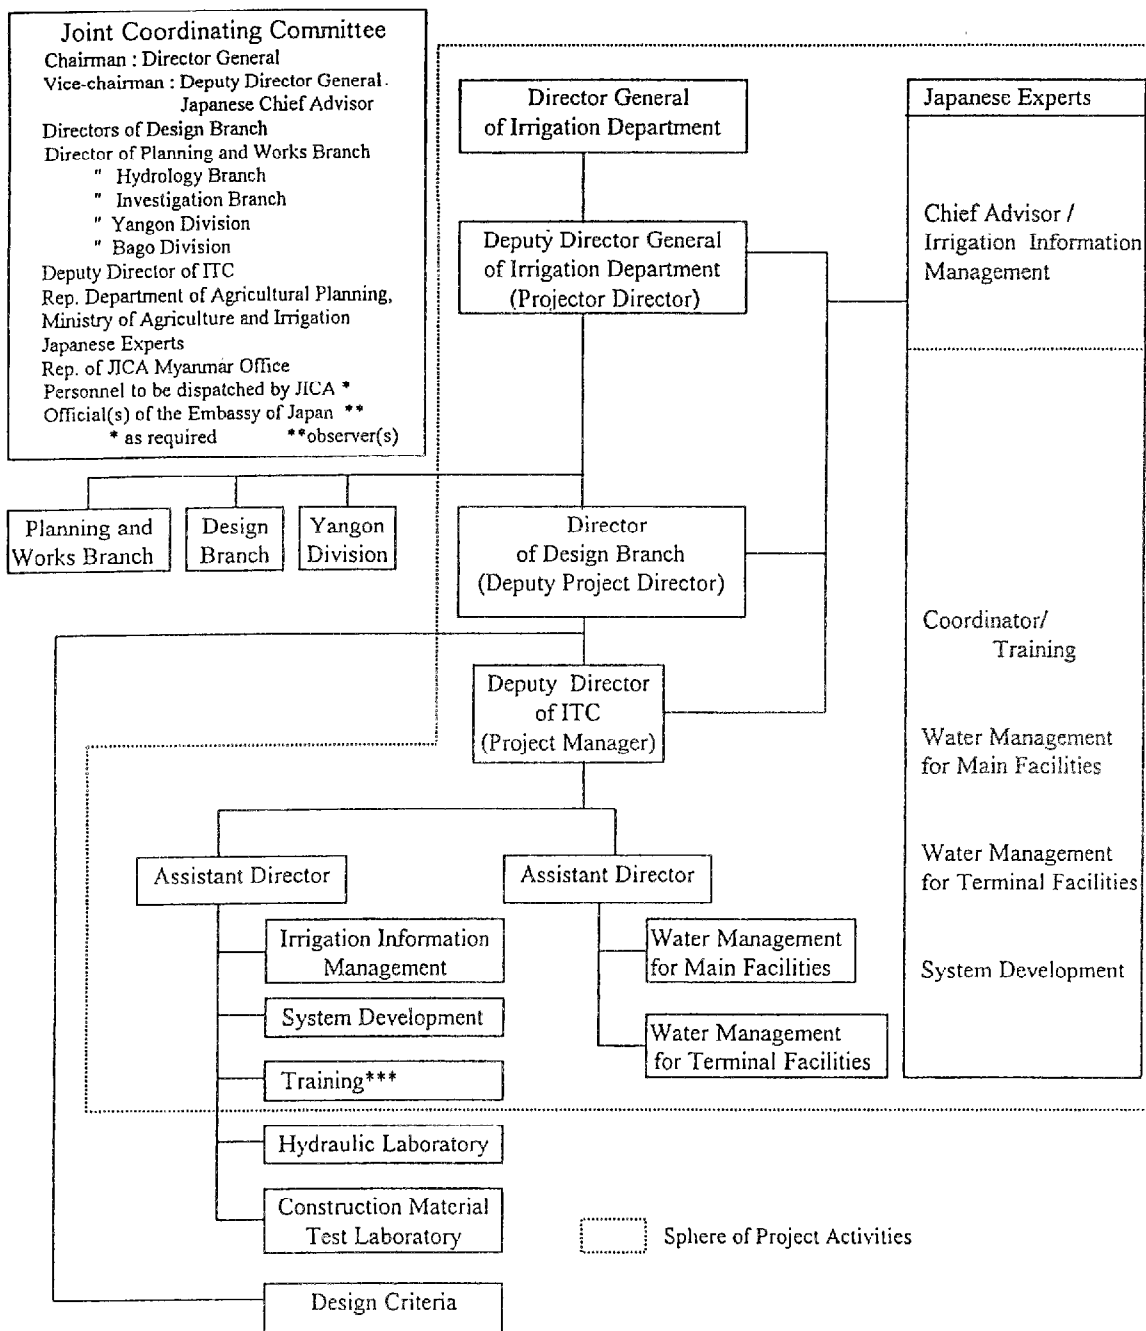 Joint Coordinating Committee
Chairman : Director General
Vice-chairman : Deputy Director General.
Japanese Chief Advisor
Directors of Design Branch
Director of Planning and Works Branch
" Hydrology Branch
" Investigation Branch
" Yangon Division
" Bago Division
Deputy Director of ITC
Rep. Department of Agricultural Planning,
Ministry of Agriculture and Irrigation
Japanese Experts
Rep. of JICA Myanmar Office
Personnel to be dispatched by JICA *
Official(s) of the Embassy of Japan **
* as required **observer(s)
Director General
of Irrigation Department
Deputy Director General
of Irrigation Department
(Projector Director)
Japanese Experts
Chief Advisor /
Irrigation Information
Management
Coordinator/
Training
Water Management
for Main Facilities
Water Management
for Terminal Facilities
System Development
Planning and
Works Branch
Design
Branch
Yangon
Division
Director
of Design Branch
(Deputy Project Director)
Deputy Director
of ITC
(Project Manager)
Assistant Director
Irrigation Information
Management
System Development
Training***
Hydraulic Laboratory
Construction Material
Test Laboratory
Assistant Director
Water Management
for Main Facilities
Water Management
for Terminal Facilities
Design Criteria
Sphere of Project Activities